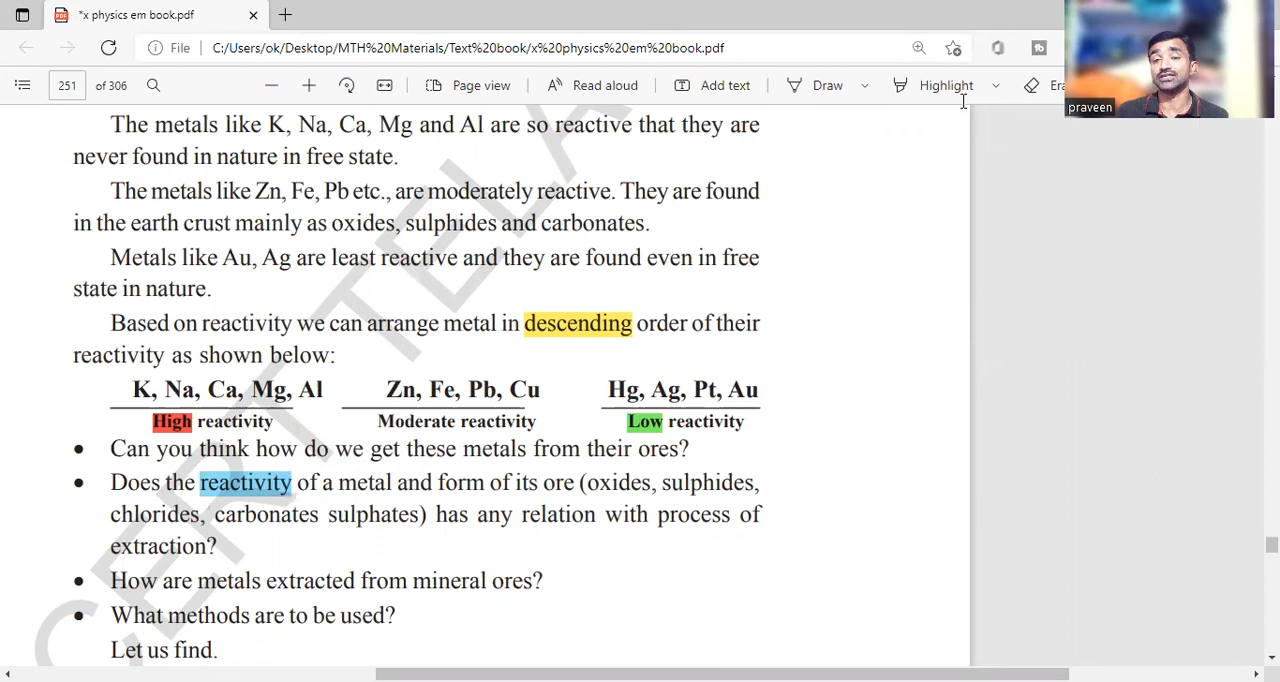 *x physics em book.pdf
File C:/Users/ok/Desktop/MTH%20Materials/Text%20book/x%20physics%20em%20book.pdf
251 of 306 Page view Read aloud Add text Draw Highlight Era
praveen
The metals like K, Na, Ca, Mg and Al are so reactive that they are
never found in nature in free state.
The metals like Zn, Fe, Pb etc., are moderately reactive. They are found
in the earth crust mainly as oxides, sulphides and carbonates.
Metals like Au, Ag are least reactive and they are found even in free
state in nature.
Based on reactivity we can arrange metal in descending order of their
reactivity as shown below:
K, Na, Ca, Mg, Al Zn, Fe, Pb, Cu Hg, Ag, Pt, Au
High reactivity Moderate reactivity Low reactivity
• Can you think how do we get these metals from their ores?
• Does the reactivity of a metal and form of its ore (oxides, sulphides,
chlorides, carbonates sulphates) has any relation with process of
extraction?
• How are metals extracted from mineral ores?
• What methods are to be used?
Let us find.
CERT TELA